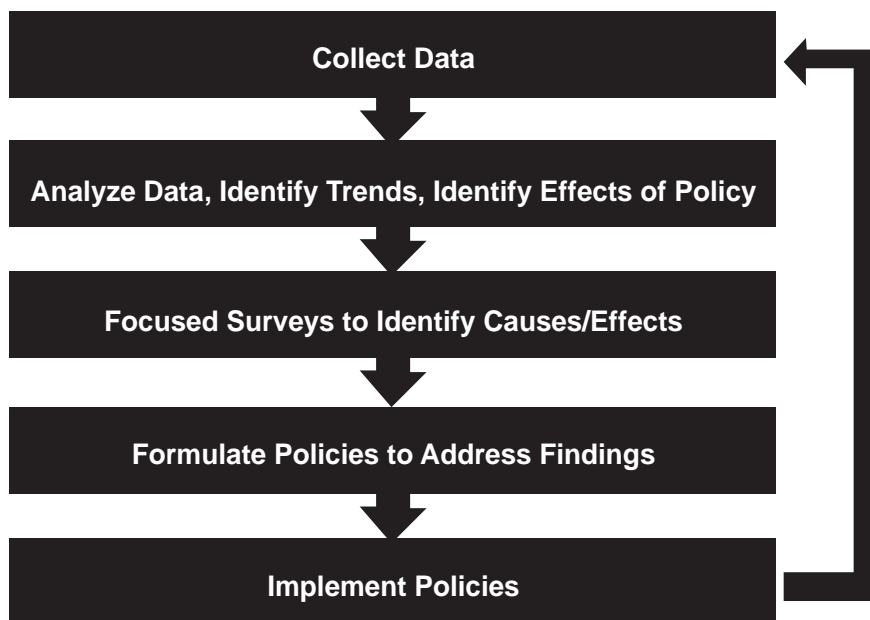 Collect Data
Analyze Data, Identify Trends, Identify Effects of Policy
Focused Surveys to Identify Causes/Effects
Formulate Policies to Address Findings
Implement Policies